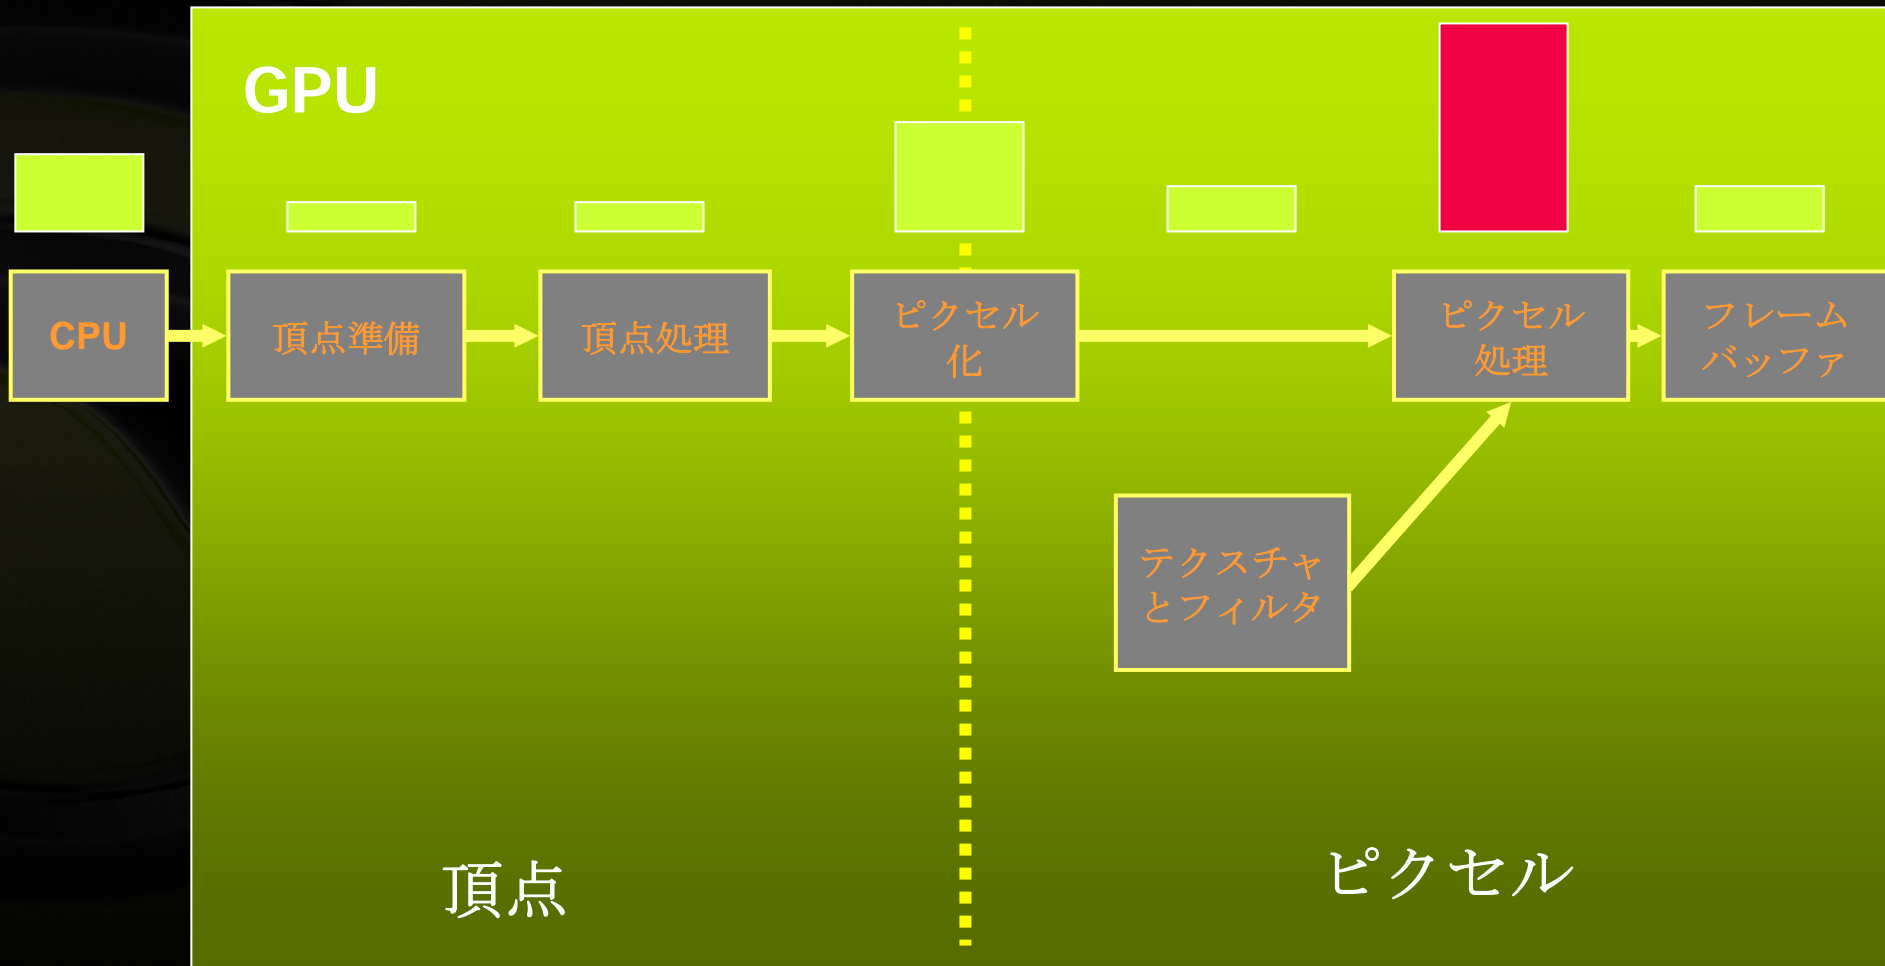 GPU
CPU
頂点準備
頂点処理
ピクセル
化
ピクセル
処理
フレーム
バッファ
テクスチャ
とフィルタ
頂点
ピクセル